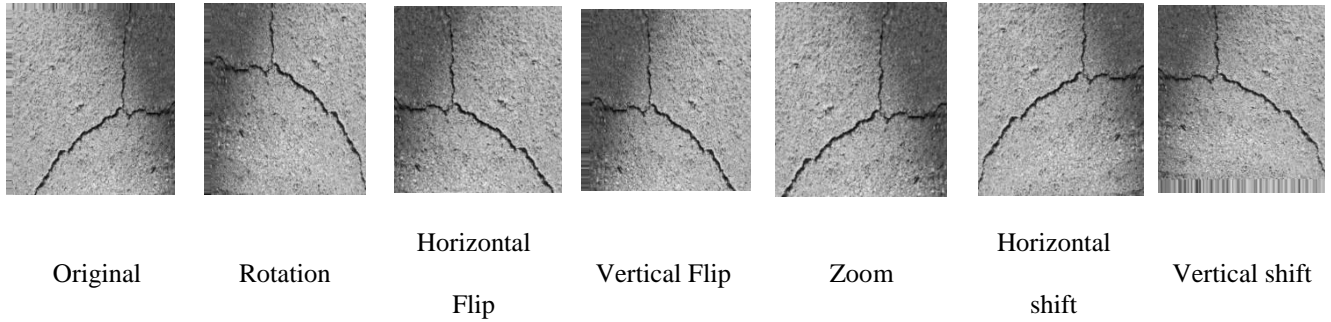 Original
Rotation
Horizontal
Flip
Vertical Flip
Zoom
Horizontal
shift
Vertical shift